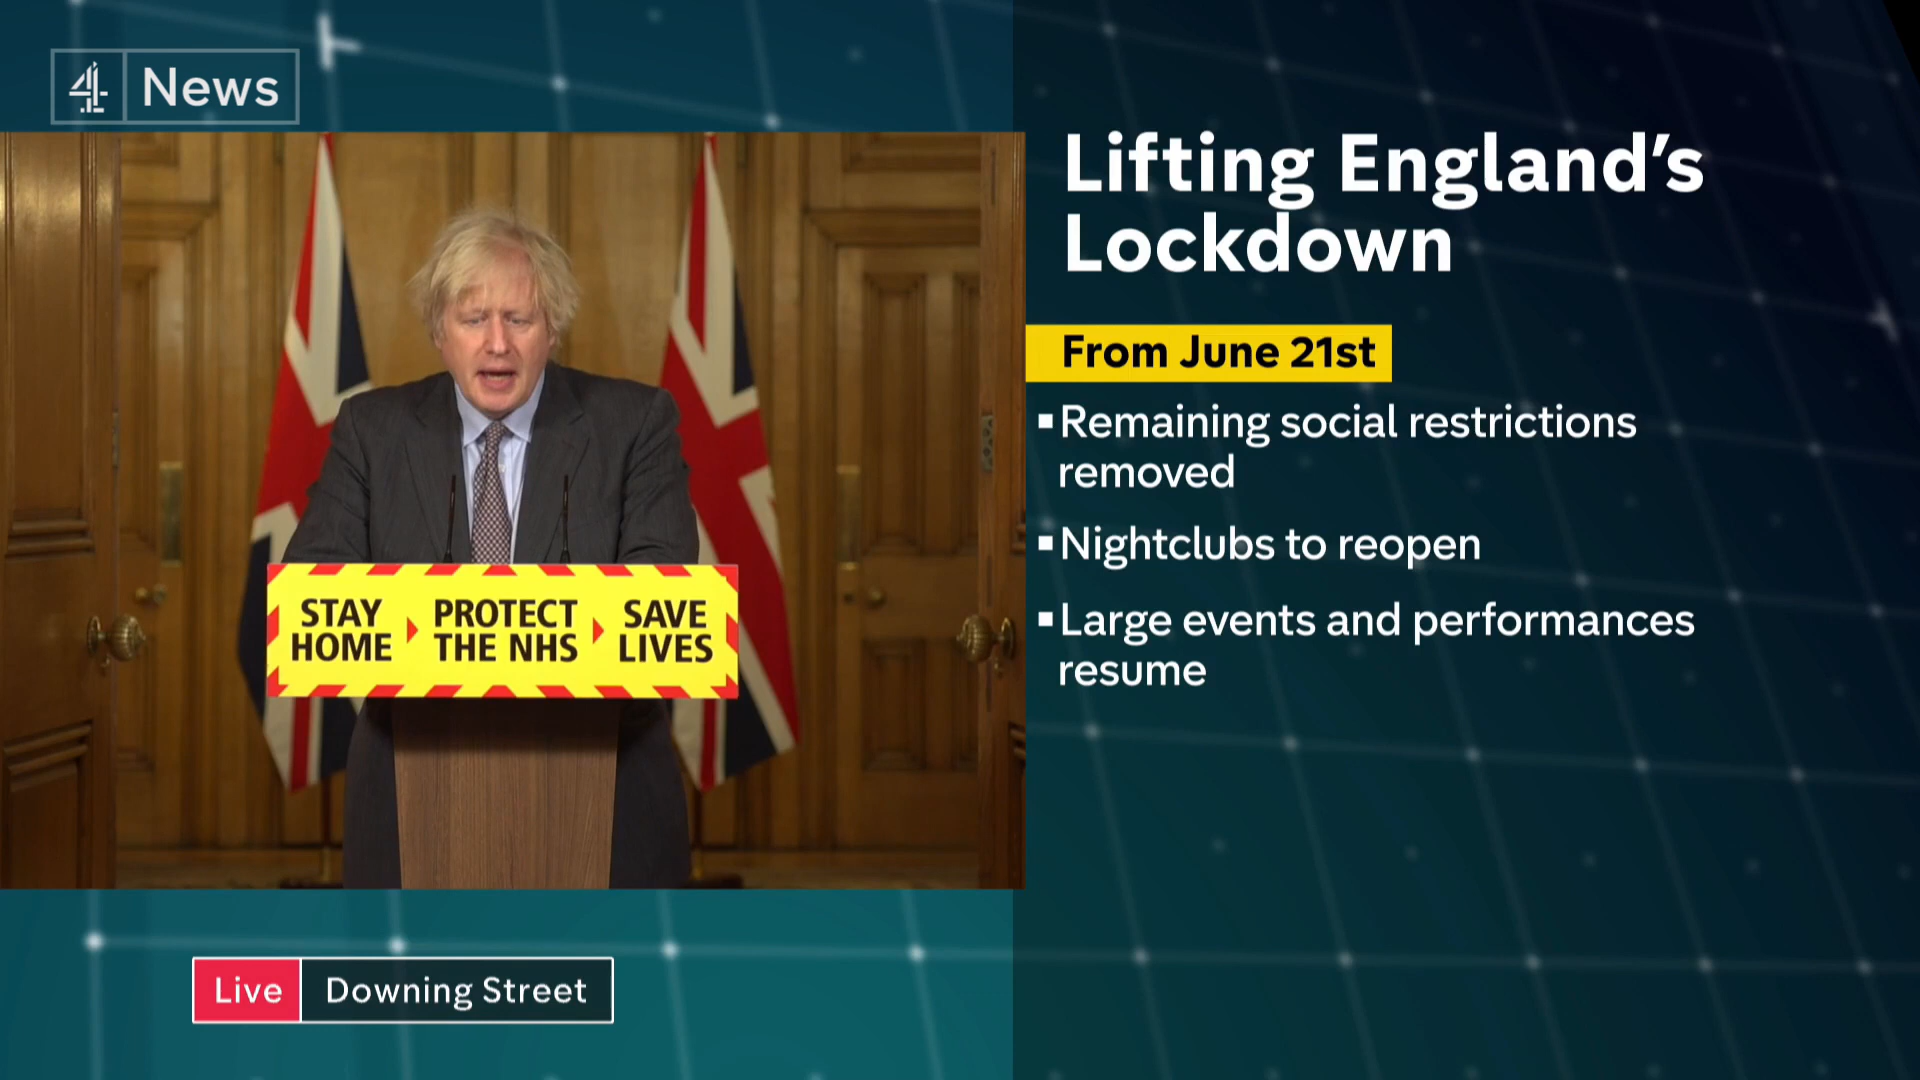 4 News
Lifting England's
Lockdown
From June 21st
▪Remaining social restrictions
removed
▪Nightclubs to reopen
▪Large events and performances
resume
STAY
HOME
PROTECT
THE NHS
SAVE
LIVES
Live
Downing Street